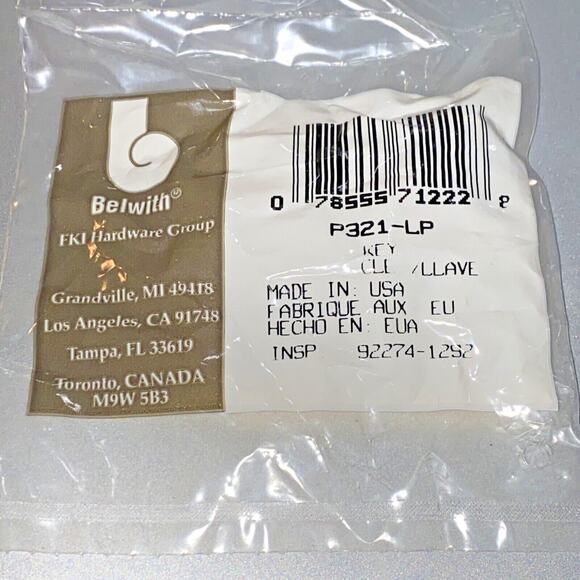 Belwith®
FKI Hardware Group
Grandville, MI 49418
Los Angeles, CA 91748
Tampa, FL 33619
Toronto, CANADA
M9W 5B3
0 78555 71222 8
P321-LP
KEY
CLE /LLAVE
MADE IN: USA
FABRIQUE AUX EU
HECHO EN: EUA
INSP 92274-1292